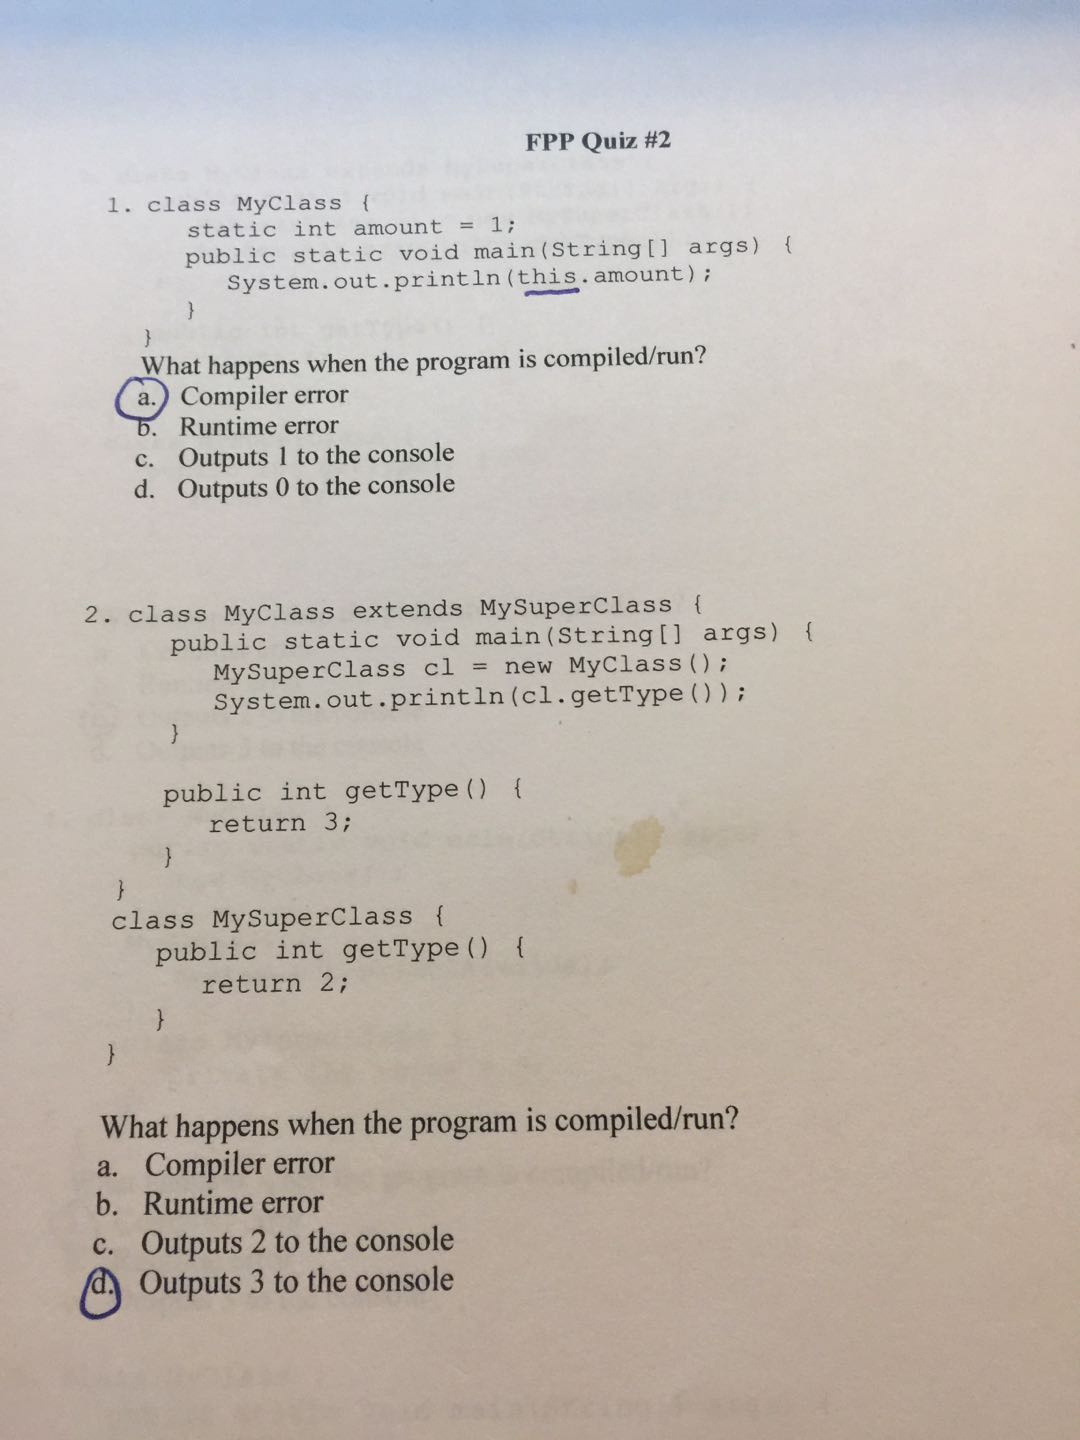 FPP Quiz #2
1. class MyClass {
static int amount = 1;
public static void main(String[] args) {
System.out.println(this.amount);
}
}
What happens when the program is compiled/run?
a. Compiler error
b. Runtime error
c. Outputs 1 to the console
d. Outputs 0 to the console
2. class MyClass extends MySuperClass {
public static void main(String[] args) {
MySuperClass cl = new MyClass();
System.out.println(cl.getType());
}
public int getType() {
return 3;
}
}
class MySuperClass {
public int getType() {
return 2;
}
}
What happens when the program is compiled/run?
a. Compiler error
b. Runtime error
c. Outputs 2 to the console
d. Outputs 3 to the console